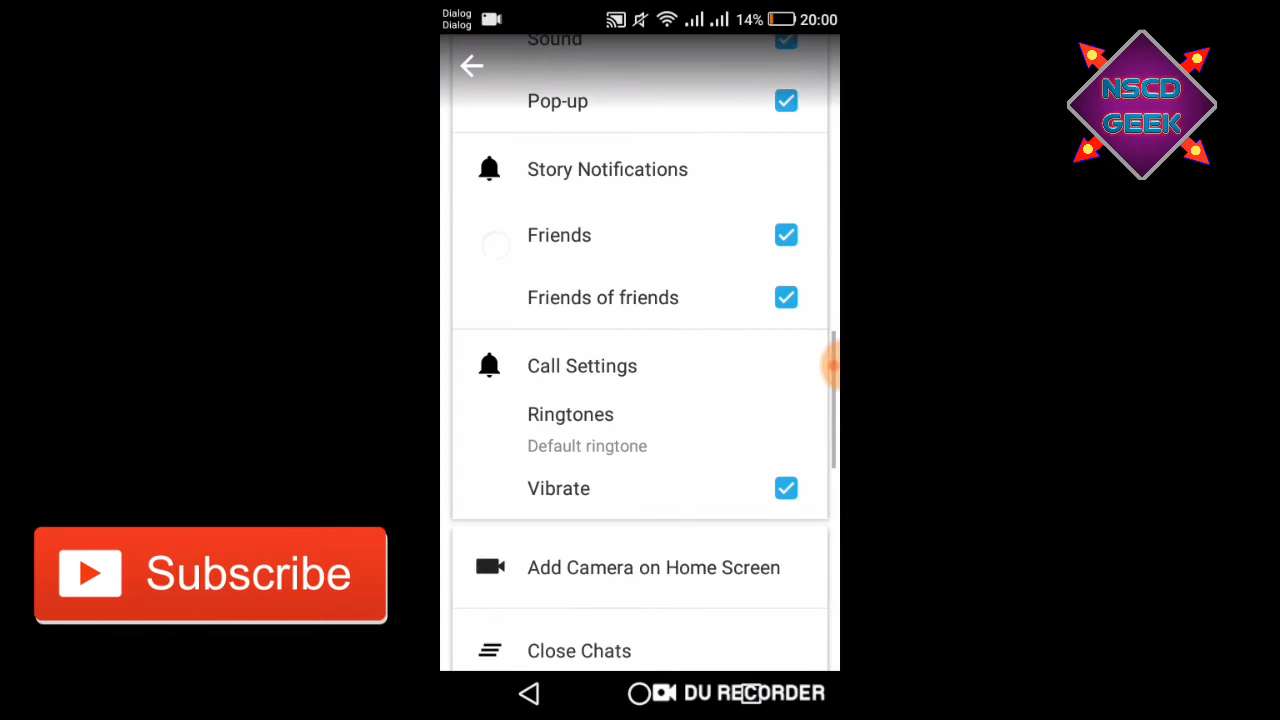 Dialog
Dialog
14%
20:00
Sound
Pop-up
Story Notifications
Friends
Friends of friends
Call Settings
Ringtones
Default ringtone
Vibrate
Add Camera on Home Screen
Close Chats
DU RECORDER
NSCD
GEEK
Subscribe